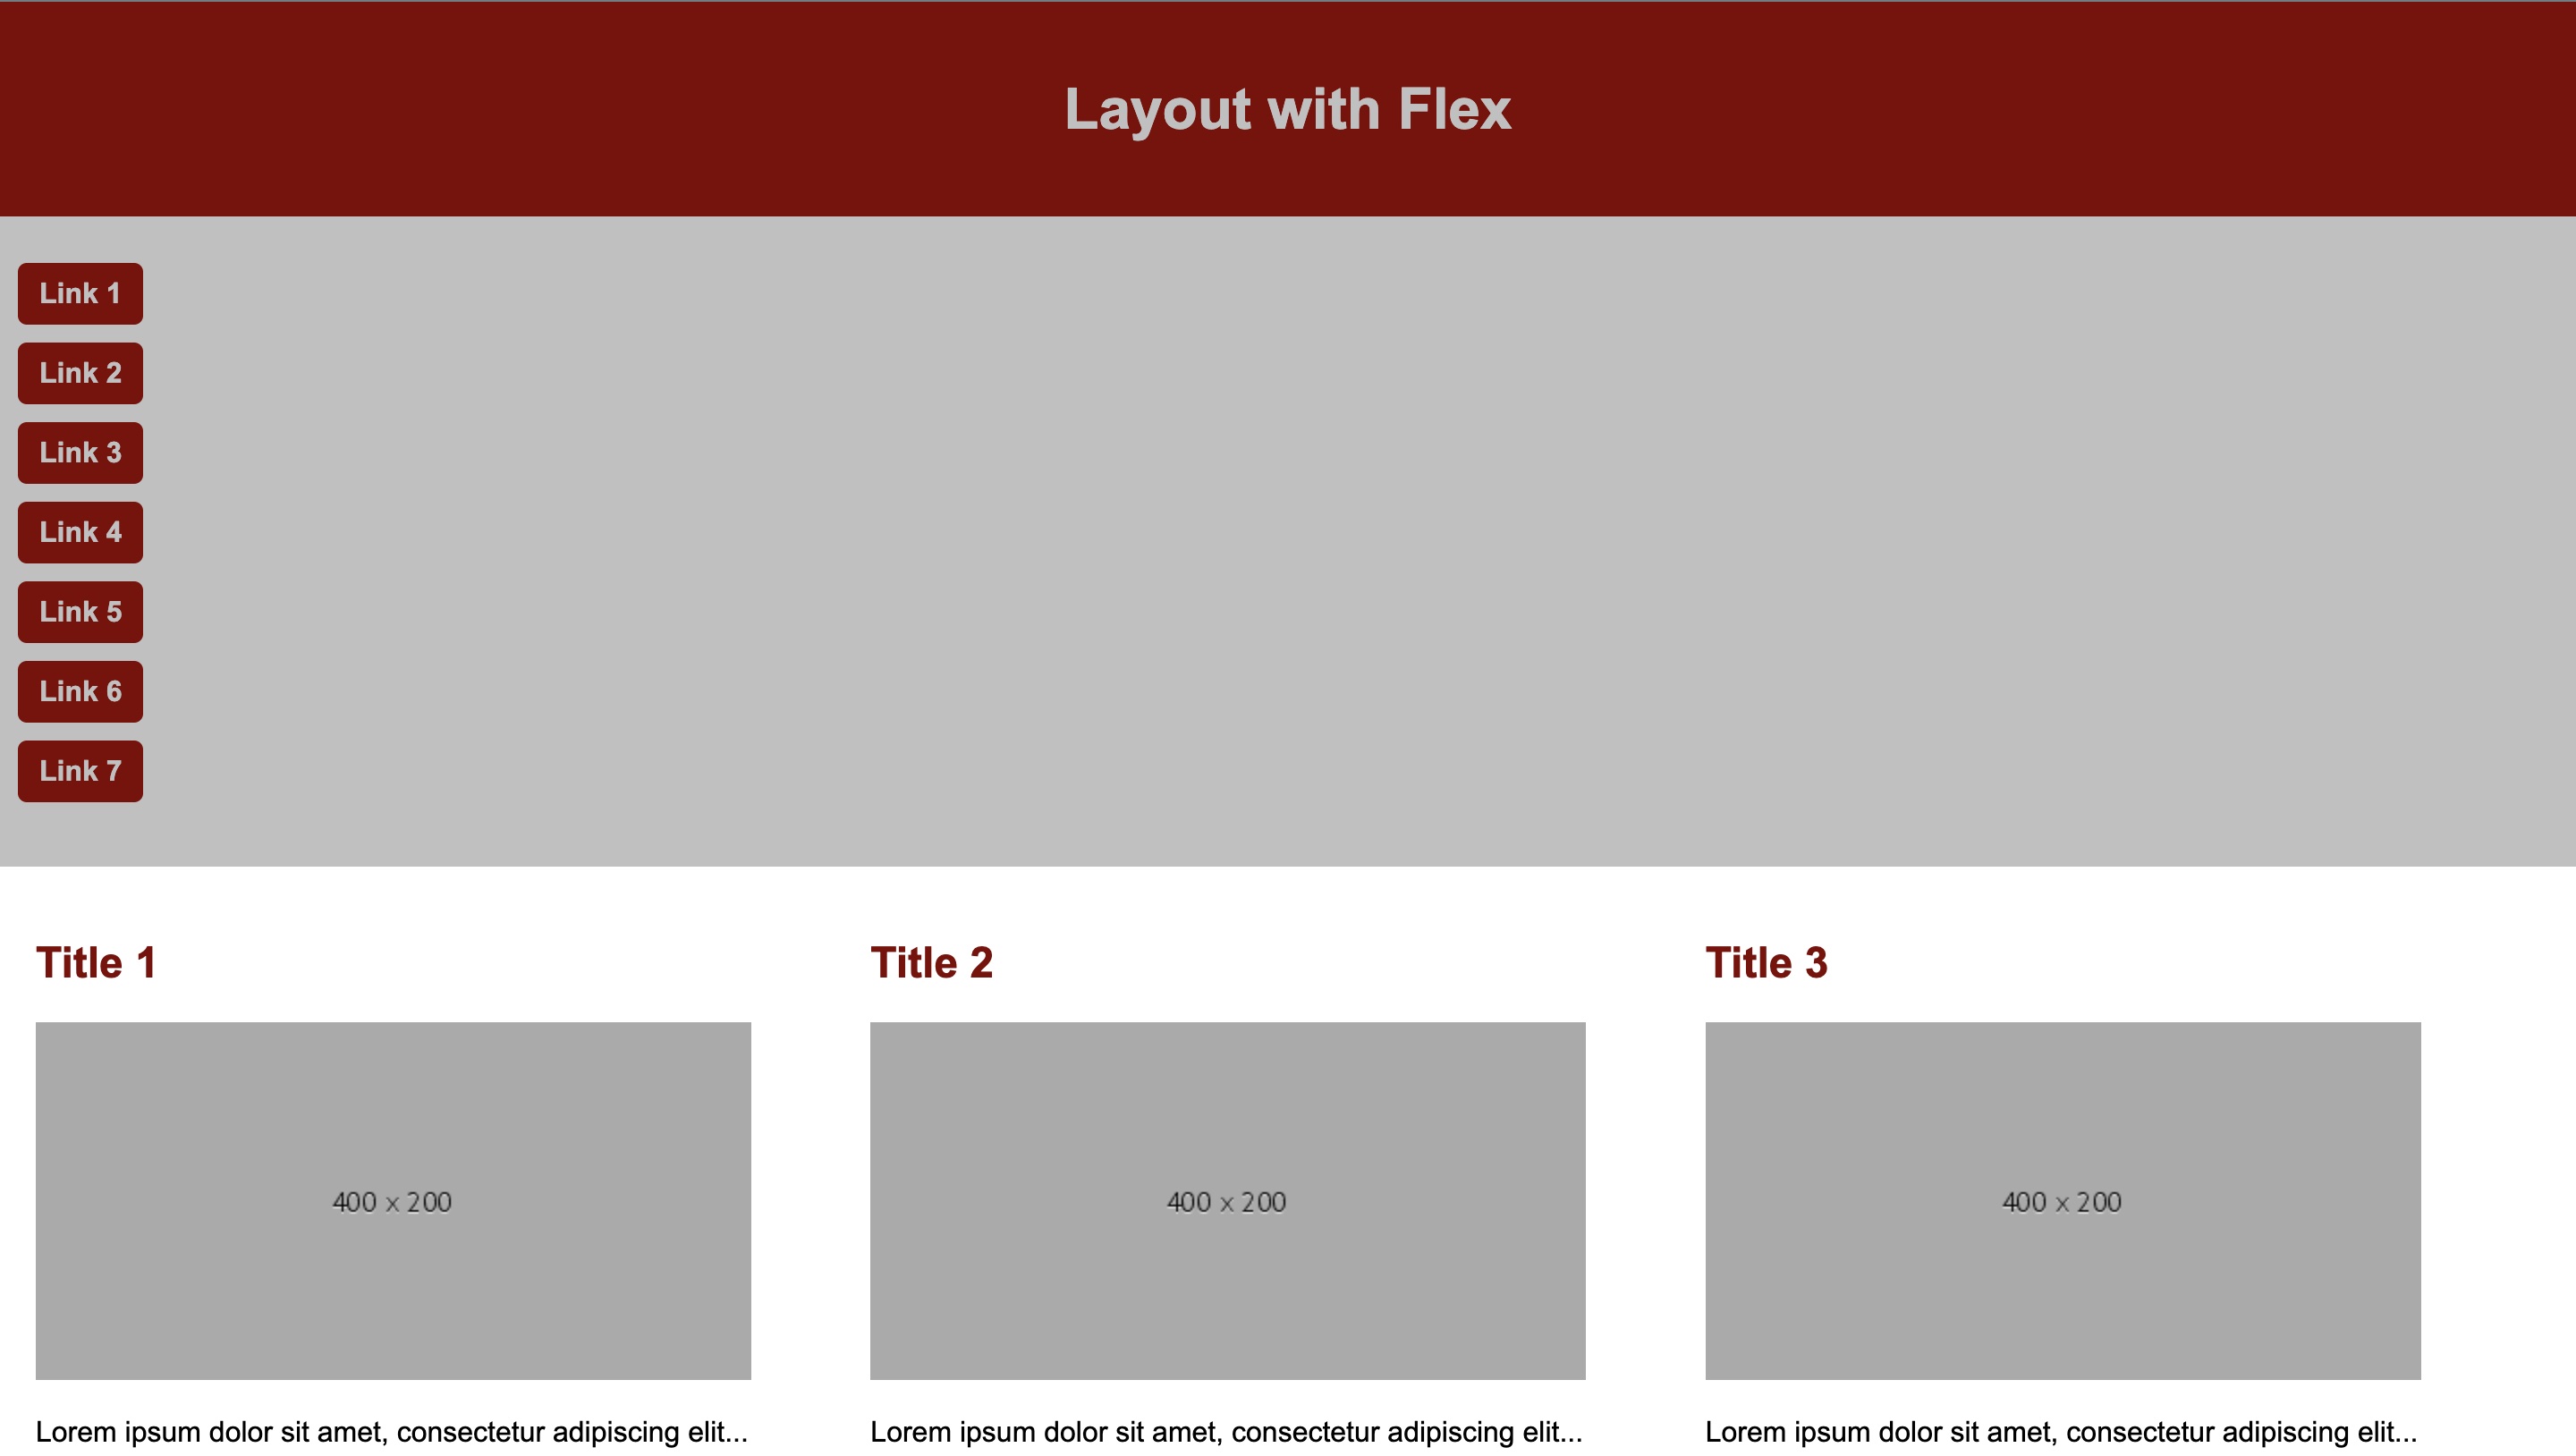 Layout with Flex
Link 1
Link 2
Link 3
Link 4
Link 5
Link 6
Link 7
Title 1
400 x 200
Lorem ipsum dolor sit amet, consectetur adipiscing elit...
Title 2
400 x 200
Lorem ipsum dolor sit amet, consectetur adipiscing elit...
Title 3
400 x 200
Lorem ipsum dolor sit amet, consectetur adipiscing elit...